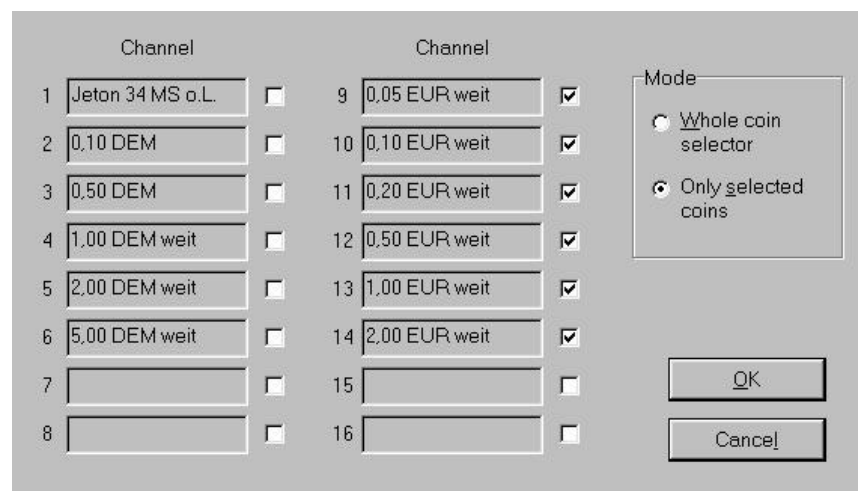 Channel
Channel
Mode
1 Jeton 34 MS o.L.
9 0,05 EUR weit
Whole coin
selector
2 0,10 DEM
10 0,10 EUR weit
3 0,50 DEM
11 0,20 EUR weit
Only selected
coins
4 1,00 DEM weit
12 0,50 EUR weit
5 2,00 DEM weit
13 1,00 EUR weit
6 5,00 DEM weit
14 2,00 EUR weit
7
15
OK
8
16
Cancel